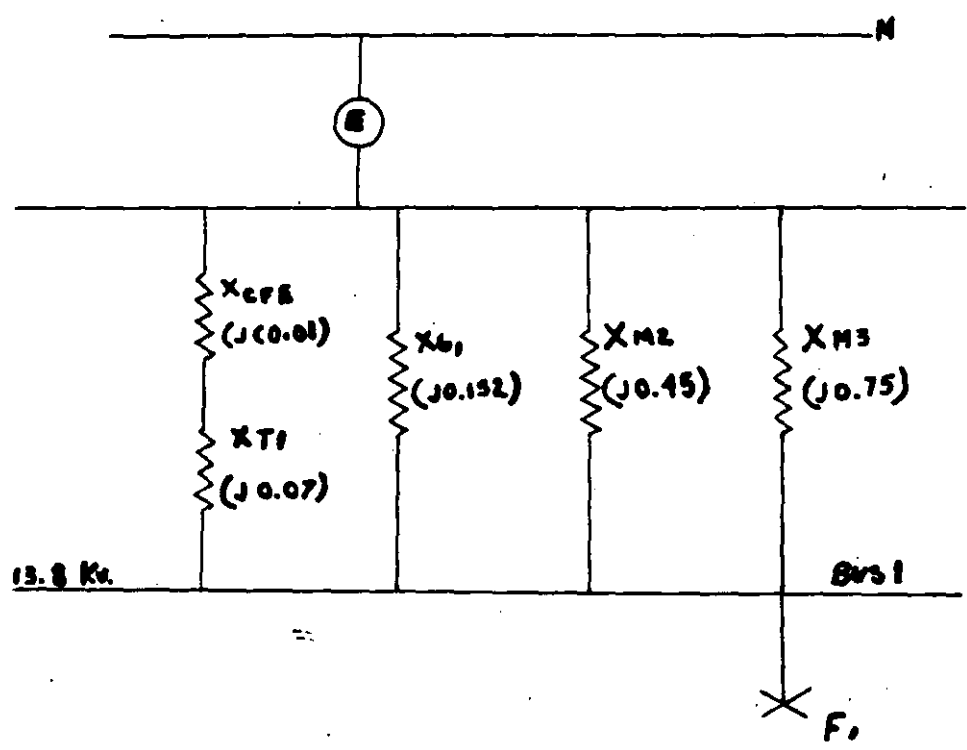 N
E
XCFE
(J(0.01)
XT1
(J0.07)
XG1
(J0.152)
XM2
(J0.45)
XM3
(J0.75)
13.8 Kv.
BUS 1
F1